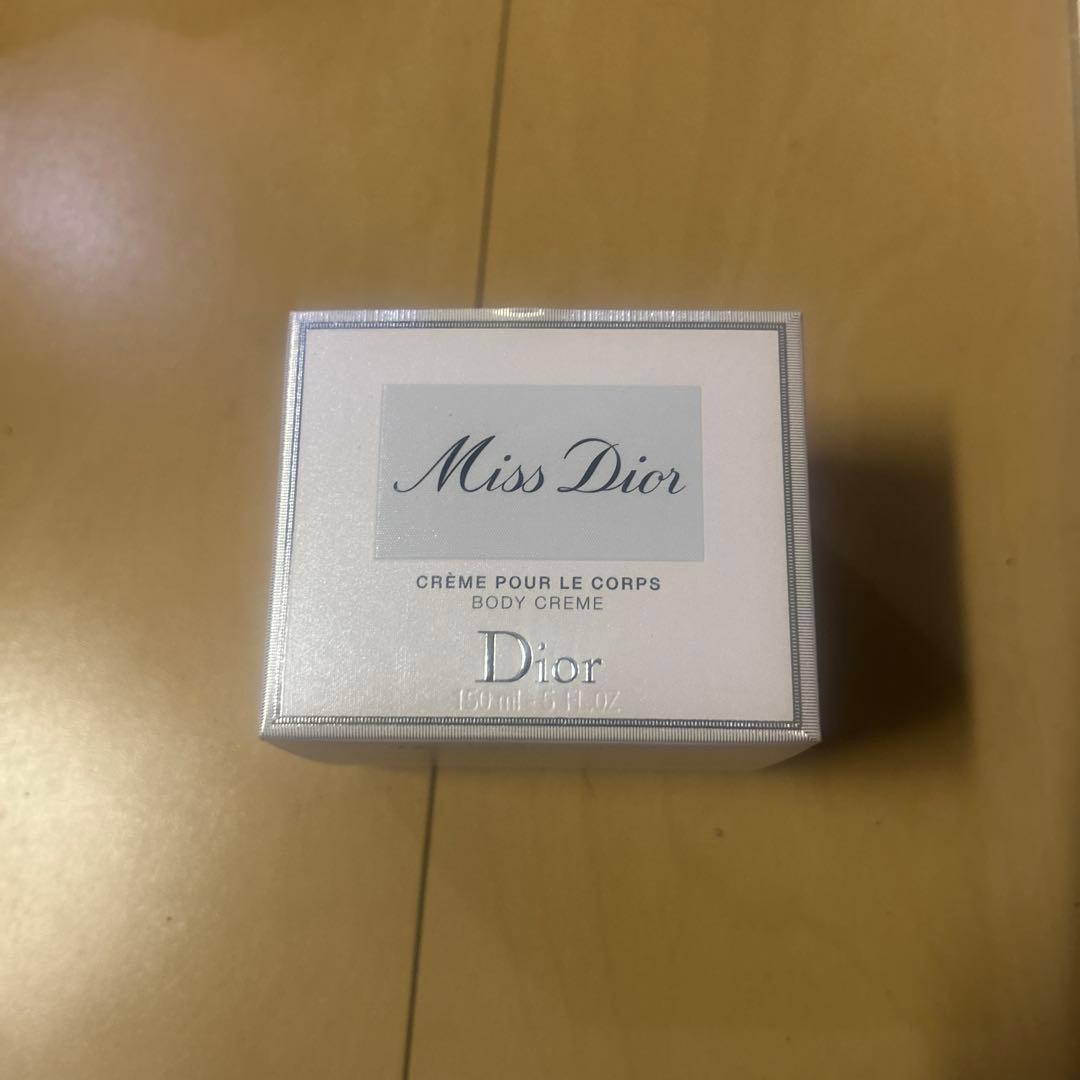 Miss Dior
CRÈME POUR LE CORPS
BODY CREME
Dior
150 ml - 5 FL.OZ